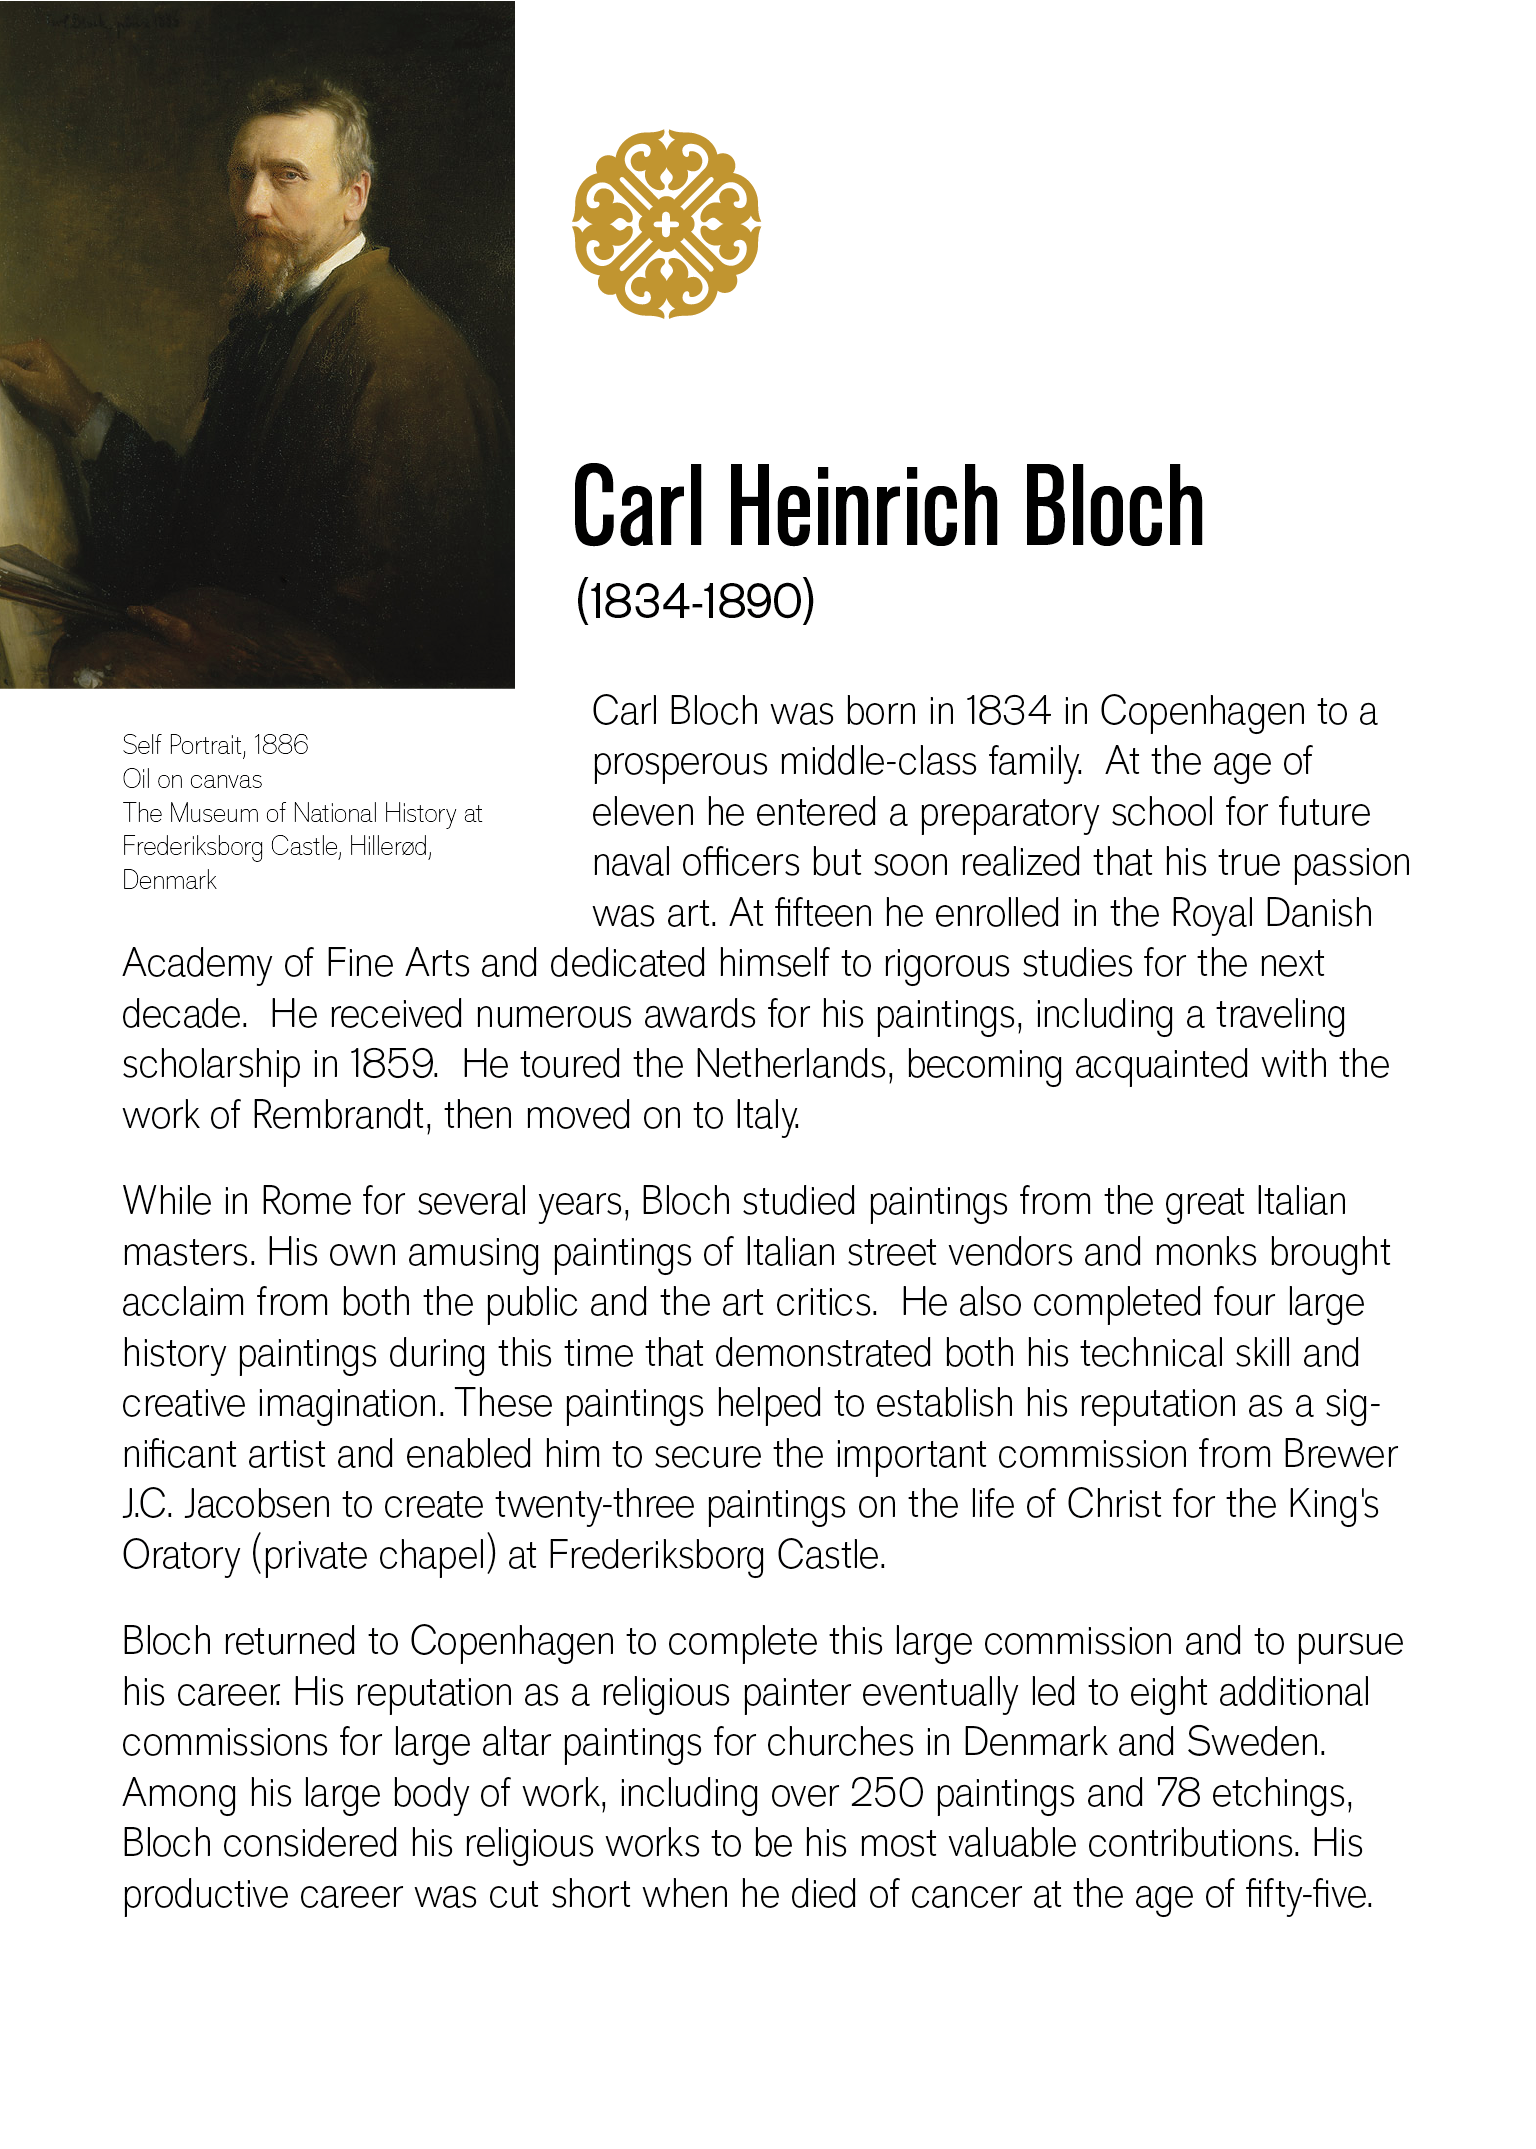 Carl Heinrich Bloch
(1834-1890)
Self Portrait, 1886
Oil on canvas
The Museum of National History at
Frederiksborg Castle, Hillerød,
Denmark
Carl Bloch was born in 1834 in Copenhagen to a
prosperous middle-class family.  At the age of
eleven he entered a preparatory school for future
naval officers but soon realized that his true passion
was art. At fifteen he enrolled in the Royal Danish
Academy of Fine Arts and dedicated himself to rigorous studies for the next
decade.  He received numerous awards for his paintings, including a traveling
scholarship in 1859.  He toured the Netherlands, becoming acquainted with the
work of Rembrandt, then moved on to Italy.
While in Rome for several years, Bloch studied paintings from the great Italian
masters. His own amusing paintings of Italian street vendors and monks brought
acclaim from both the public and the art critics.  He also completed four large
history paintings during this time that demonstrated both his technical skill and
creative imagination. These paintings helped to establish his reputation as a sig-
nificant artist and enabled him to secure the important commission from Brewer
J.C. Jacobsen to create twenty-three paintings on the life of Christ for the King's
Oratory (private chapel) at Frederiksborg Castle.
Bloch returned to Copenhagen to complete this large commission and to pursue
his career. His reputation as a religious painter eventually led to eight additional
commissions for large altar paintings for churches in Denmark and Sweden.
Among his large body of work, including over 250 paintings and 78 etchings,
Bloch considered his religious works to be his most valuable contributions. His
productive career was cut short when he died of cancer at the age of fifty-five.